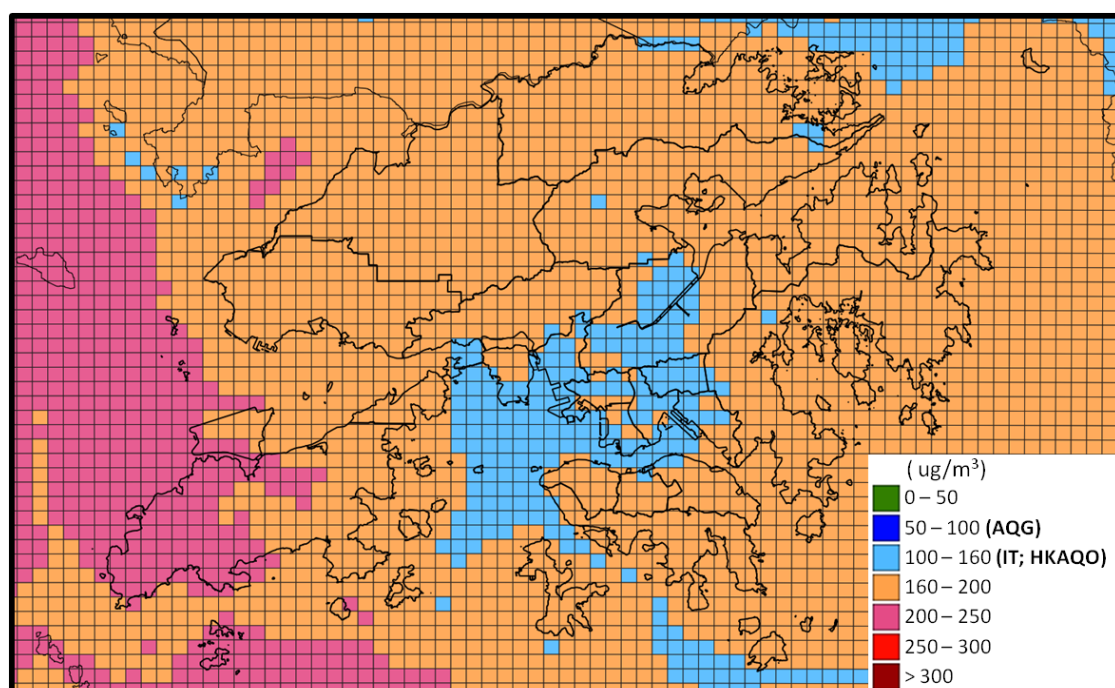 ( ug/m³)
0 – 50
50 – 100 (AQG)
100 – 160 (IT; HKAQO)
160 – 200
200 – 250
250 – 300
> 300